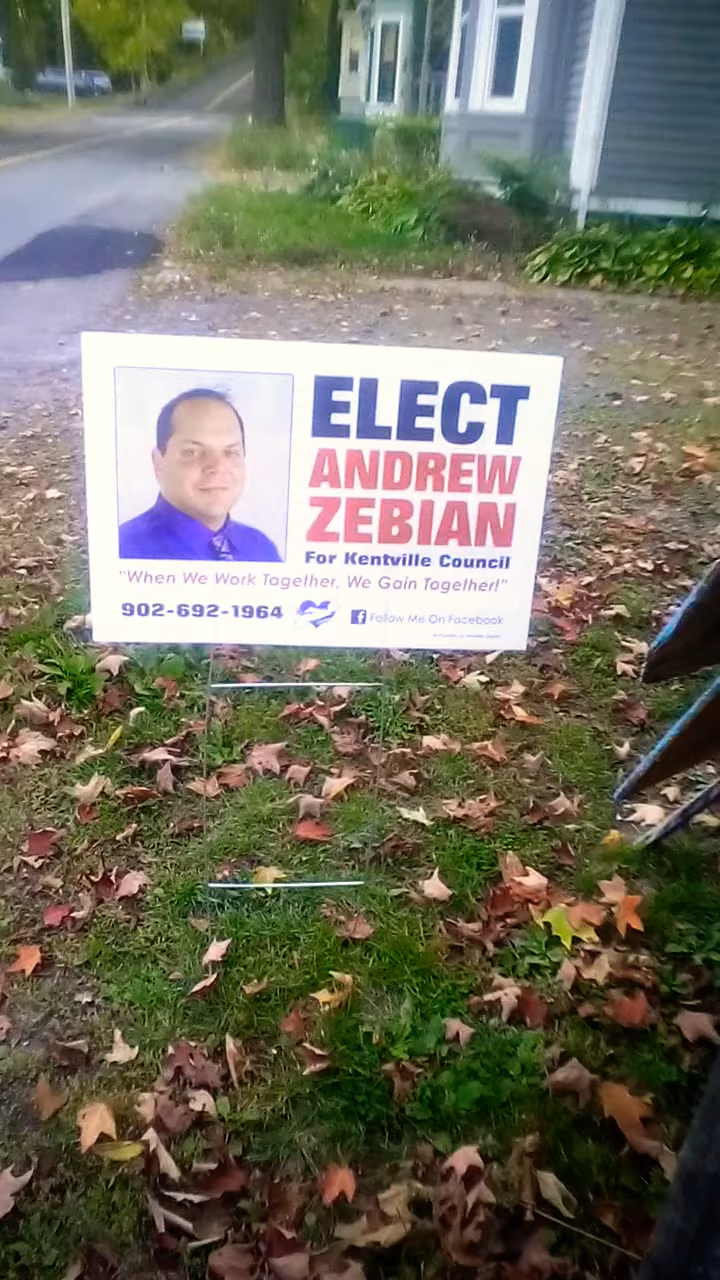 ELECT
ANDREW
ZEBIAN
For Kentville Council
"When We Work Together, We Gain Together!"
902-692-1964
Follow Me On Facebook